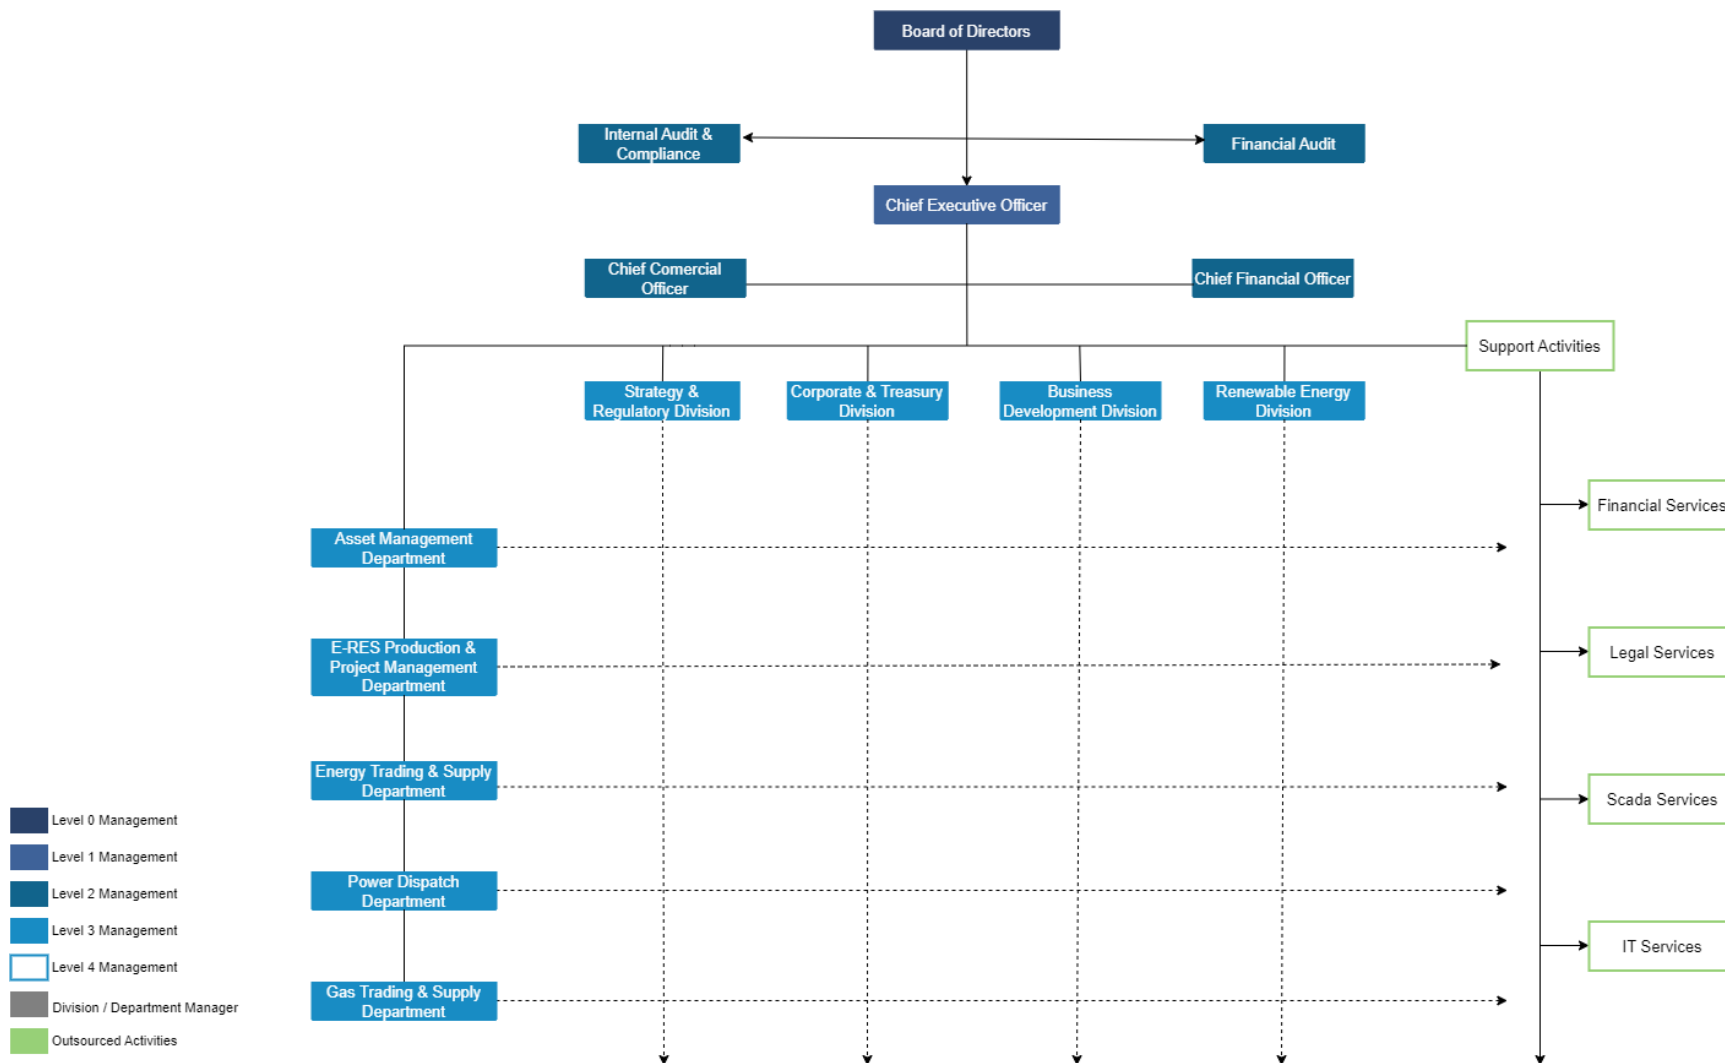 Board of Directors
Internal Audit &
Compliance
Financial Audit
Chief Executive Officer
Chief Comercial
Officer
Chief Financial Officer
Support Activities
Strategy &
Regulatory Division
Corporate & Treasury
Division
Business
Development Division
Renewable Energy
Division
Financial Services
Asset Management
Department
E-RES Production &
Project Management
Department
Legal Services
Energy Trading & Supply
Department
Scada Services
Power Dispatch
Department
IT Services
Gas Trading & Supply
Department
Level 0 Management
Level 1 Management
Level 2 Management
Level 3 Management
Level 4 Management
Division / Department Manager
Outsourced Activities